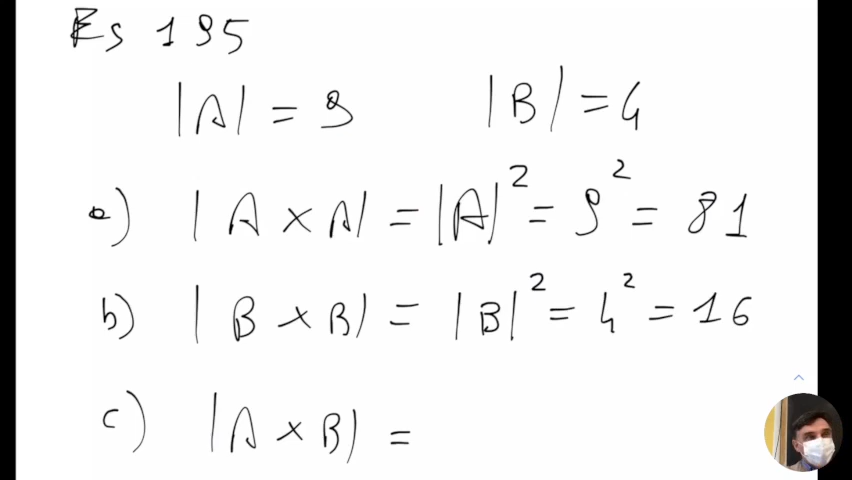 Es 195
|A| = 9 |B| = 4
a) |A × A| = |A|² = 9² = 81
b) |B × B| = |B|² = 4² = 16
c) |A × B| =